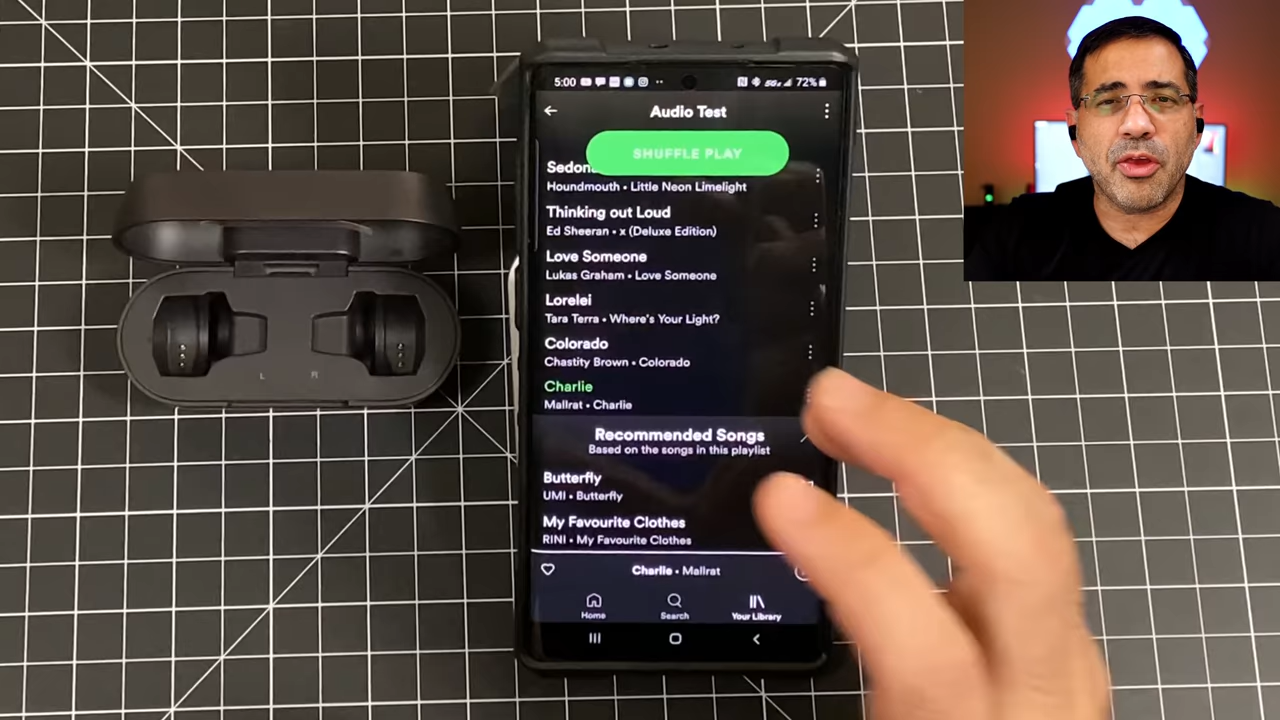 5:00
72%
Audio Test
SHUFFLE PLAY
Houndmouth • Little Neon Limelight
Thinking out Loud
Ed Sheeran • x (Deluxe Edition)
Love Someone
Lukas Graham • Love Someone
Lorelei
Tara Terra • Where's Your Light?
Colorado
Chastity Brown • Colorado
Charlie
Mallrat • Charlie
Recommended Songs
Based on the songs in this playlist
Butterfly
UMI • Butterfly
My Favourite Clothes
RINI • My Favourite Clothes
Charlie • Mallrat
Home
Search
Your Library
L
R